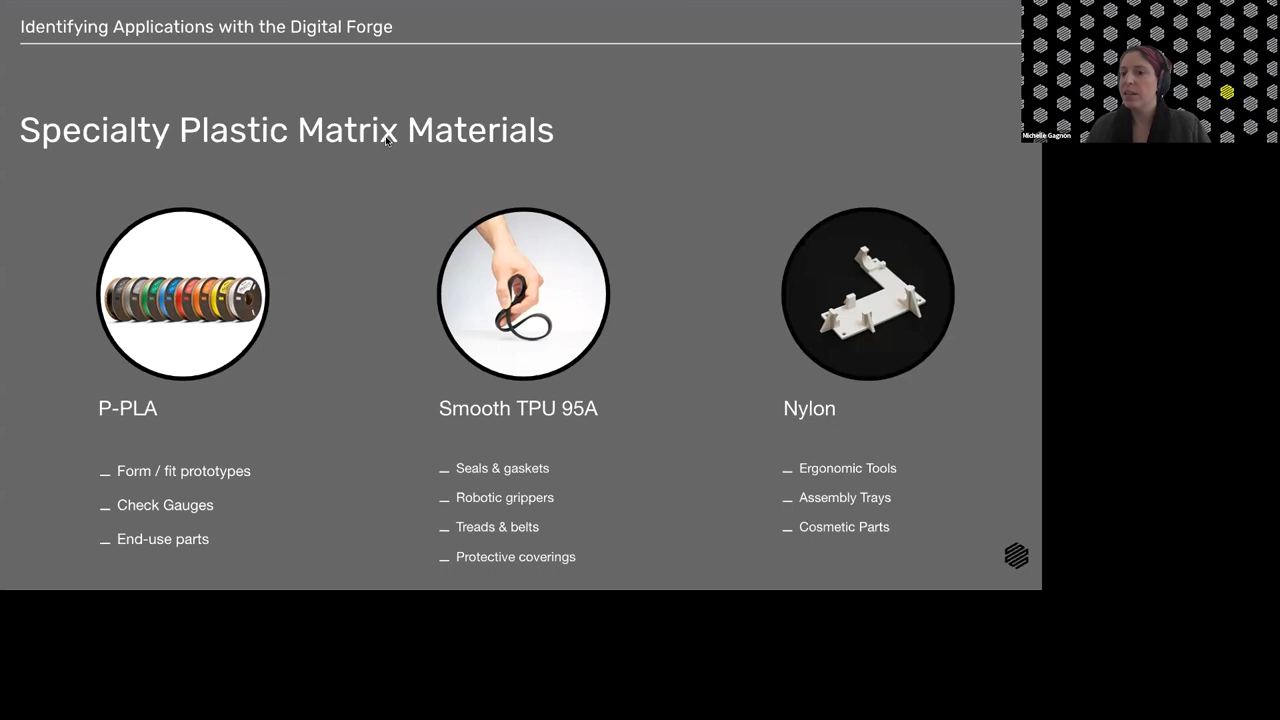 Identifying Applications with the Digital Forge
Michelle Gagnon
Specialty Plastic Matrix Materials
P-PLA
Form / fit prototypes
Check Gauges
End-use parts
Smooth TPU 95A
Seals & gaskets
Robotic grippers
Treads & belts
Protective coverings
Nylon
Ergonomic Tools
Assembly Trays
Cosmetic Parts